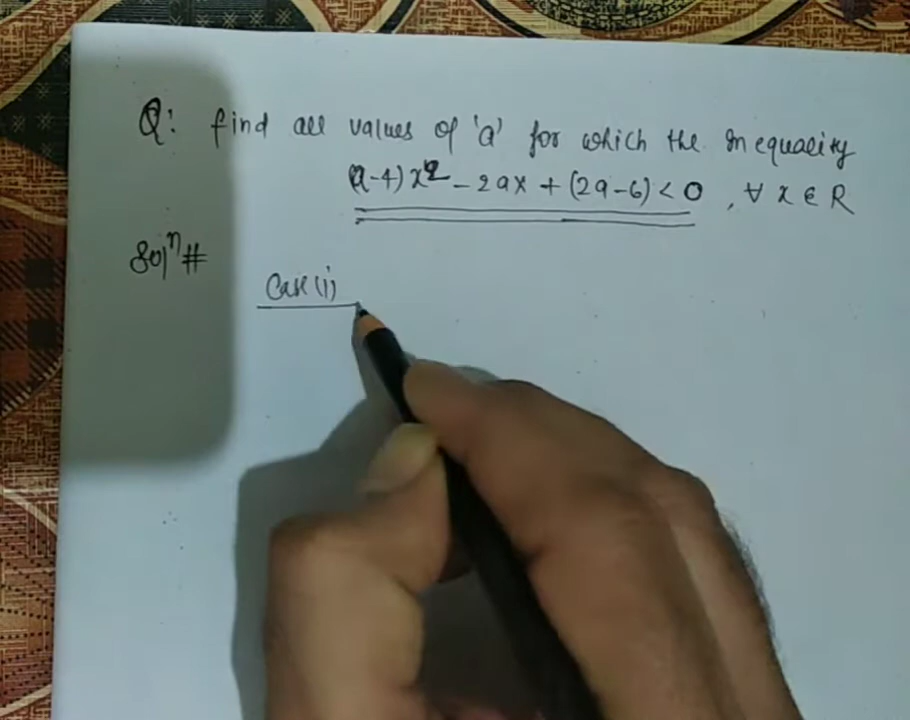 Q: find all values of 'a' for which the Inequality
(a-4)x² - 2ax + (2a-6) < 0 , ∀ x ∈ R
Solⁿ#
Case (i)